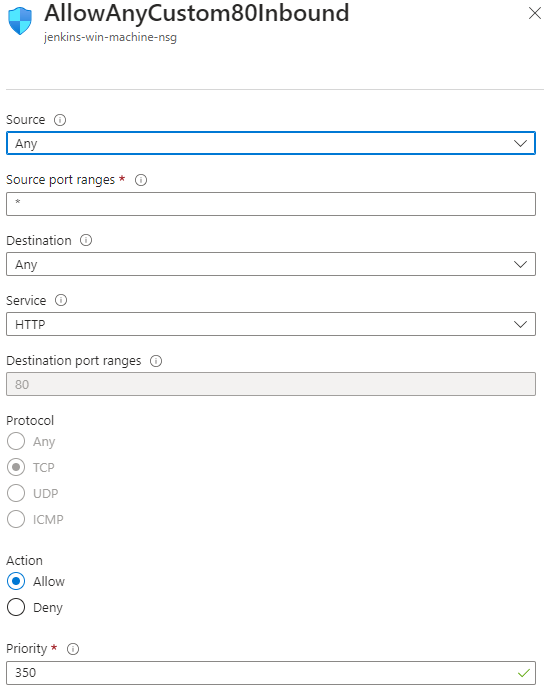 AllowAnyCustom80Inbound
jenkins-win-machine-nsg
Source
Any
Source port ranges *
*
Destination
Any
Service
HTTP
Destination port ranges
80
Protocol
Any
TCP
UDP
ICMP
Action
Allow
Deny
Priority *
350